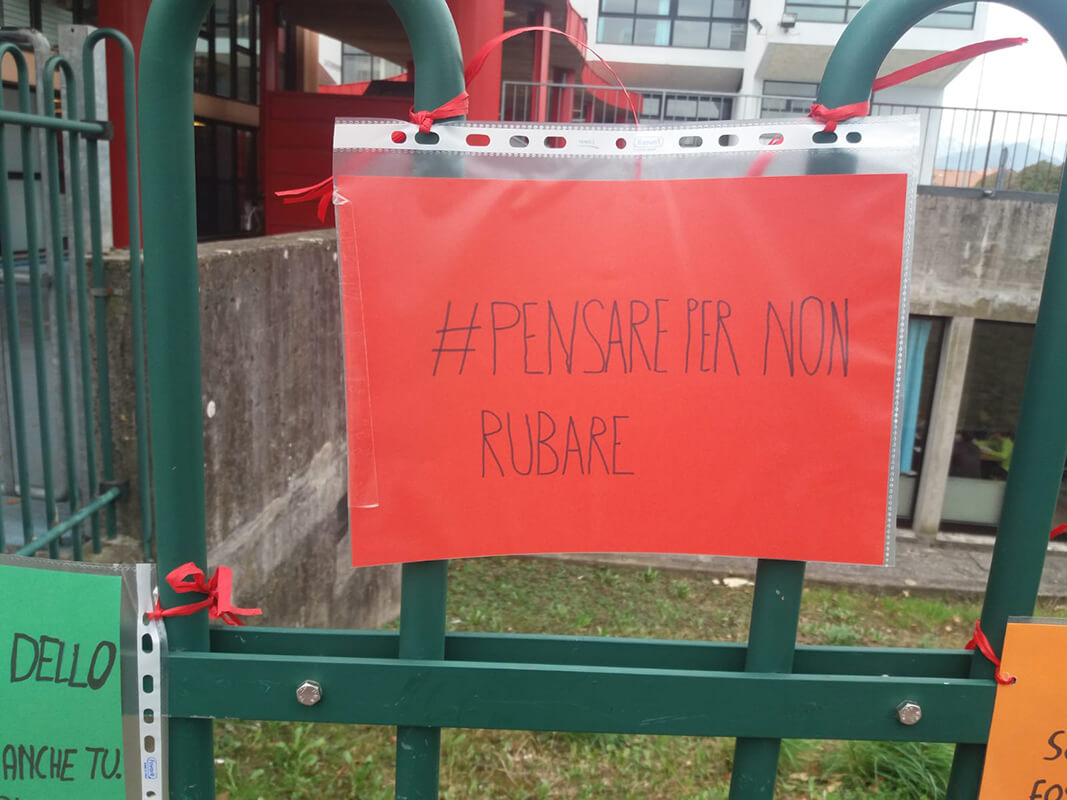 #PENSARE PER NON
RUBARE
DELLO
ANCHE TU.